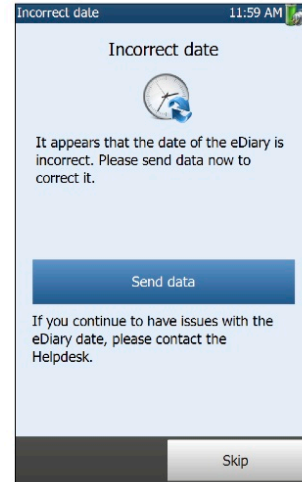 Incorrect date 11:59 AM
Incorrect date
It appears that the date of the eDiary is
incorrect. Please send data now to
correct it.
Send data
If you continue to have issues with the
eDiary date, please contact the
Helpdesk.
Skip